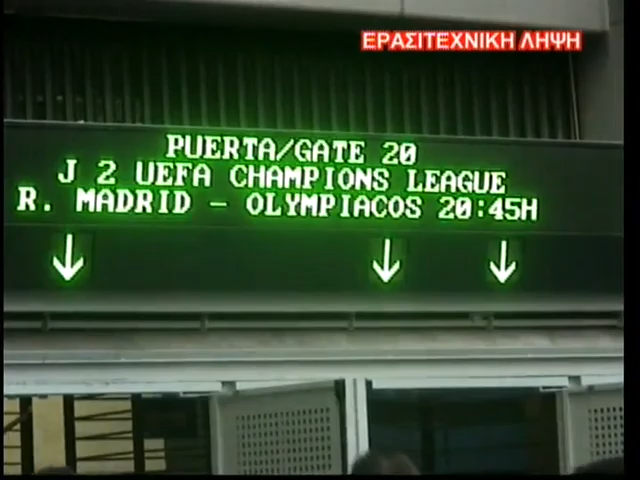 ΕΡΑΣΙΤΕΧΝΙΚΗ ΛΗΨΗ
PUERTA/GATE 20
J 2 UEFA CHAMPIONS LEAGUE
R. MADRID - OLYMPIACOS 20:45H